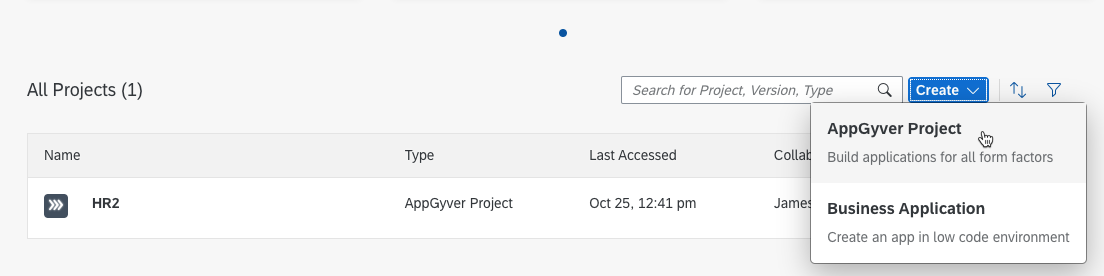 All Projects (1)
Search for Project, Version, Type
Create
AppGyver Project
Build applications for all form factors
Business Application
Create an app in low code environment
Name Type Last Accessed Collab
HR2 AppGyver Project Oct 25, 12:41 pm James